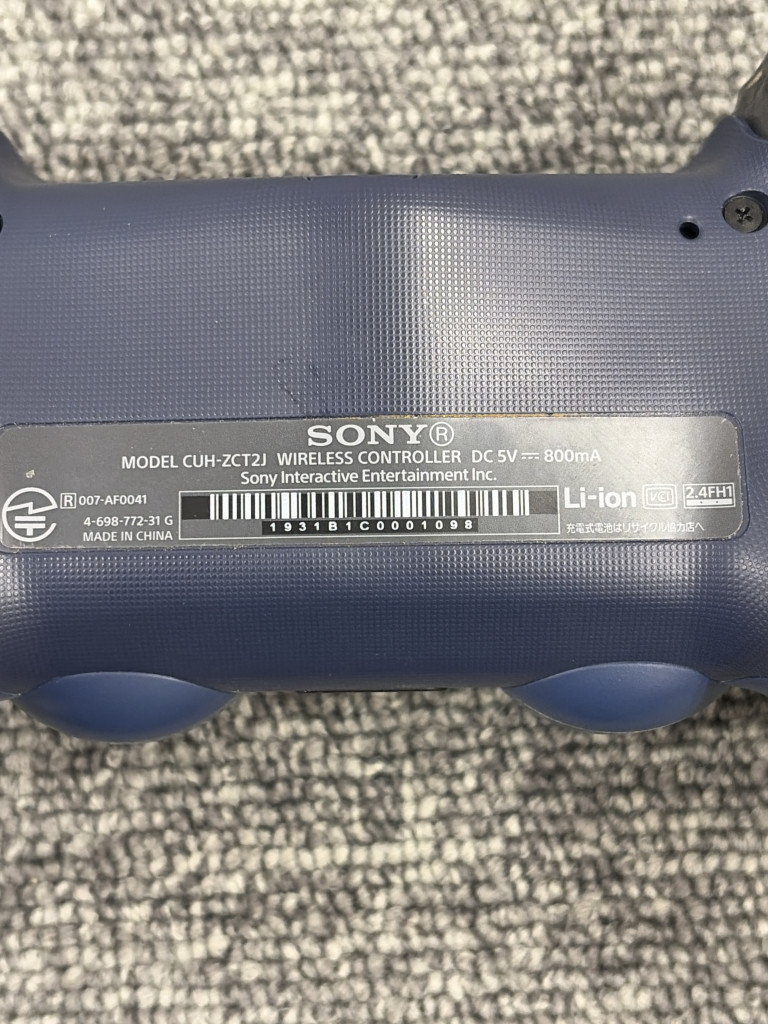 SONY®
MODEL CUH-ZCT2J WIRELESS CONTROLLER DC 5V ⎓ 800mA
Sony Interactive Entertainment Inc.
R 007-AF0041
4-698-772-31 G
MADE IN CHINA
1931B1C0001098
Li-ion VCCI 2.4FH1
充電式電池はリサイクル協力店へ